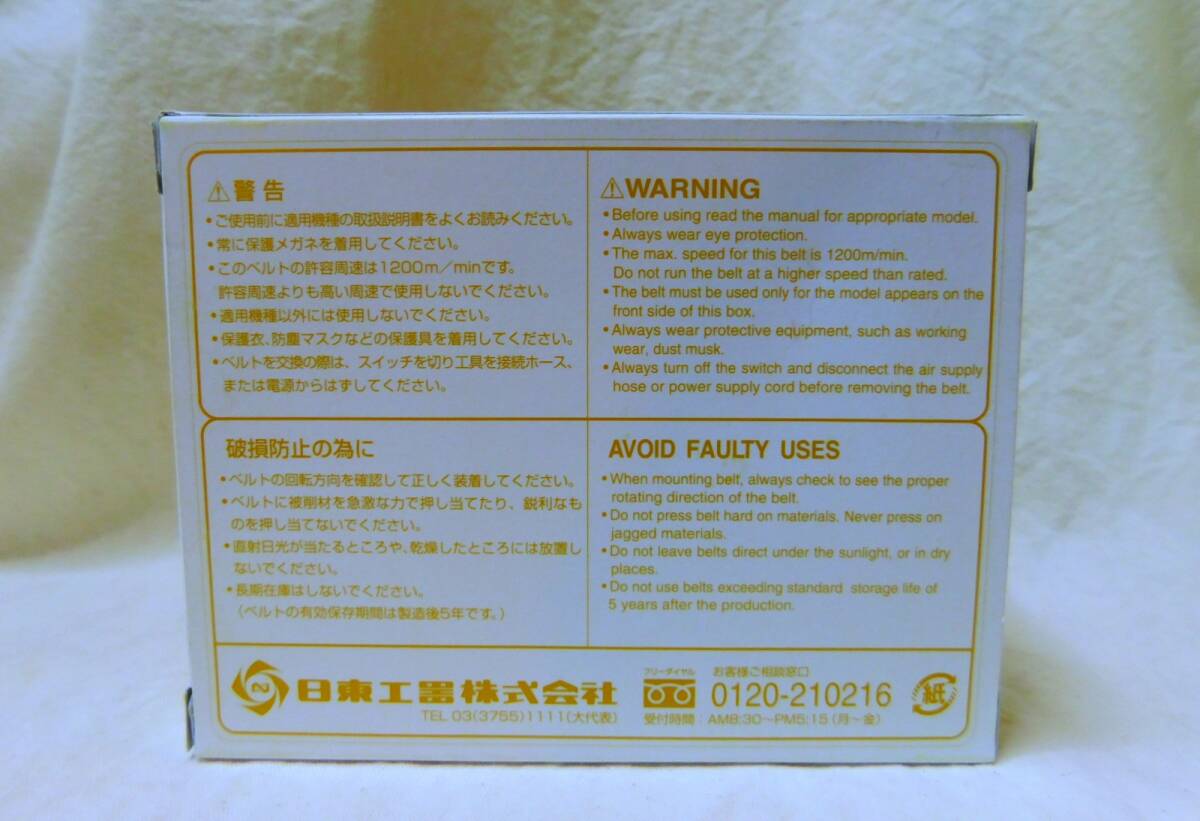 ⚠警告
・ご使用前に適用機種の取扱説明書をよくお読みください。
・常に保護メガネを着用してください。
・このベルトの許容周速は1200m/minです。
許容周速よりも高い周速で使用しないでください。
・適用機種以外には使用しないでください。
・保護衣、防塵マスクなどの保護具を着用してください。
・ベルトを交換の際は、スイッチを切り工具を接続ホース、
または電源からはずしてください。
⚠WARNING
•Before using read the manual for appropriate model.
•Always wear eye protection.
•The max. speed for this belt is 1200m/min.
Do not run the belt at a higher speed than rated.
•The belt must be used only for the model appears on the
front side of this box.
•Always wear protective equipment, such as working
wear, dust musk.
•Always turn off the switch and disconnect the air supply
hose or power supply cord before removing the belt.
破損防止の為に
・ベルトの回転方向を確認して正しく装着してください。
・ベルトに被削材を急激な力で押し当てたり、鋭利なも
のを押し当てないでください。
・直射日光が当たるところや、乾燥したところには放置し
ないでください。
・長期在庫はしないでください。
(ベルトの有効保存期間は製造後5年です。)
AVOID FAULTY USES
•When mounting belt, always check to see the proper
rotating direction of the belt.
•Do not press belt hard on materials. Never press on
jagged materials.
•Do not leave belts direct under the sunlight, or in dry
places.
•Do not use belts exceeding standard storage life of
5 years after the production.
2
日東工器株式会社
TEL 03(3755)1111(大代表)
フリーダイヤル お客様ご相談窓口
0120-210216
受付時間：AM8:30〜PM5:15(月〜金)
紙